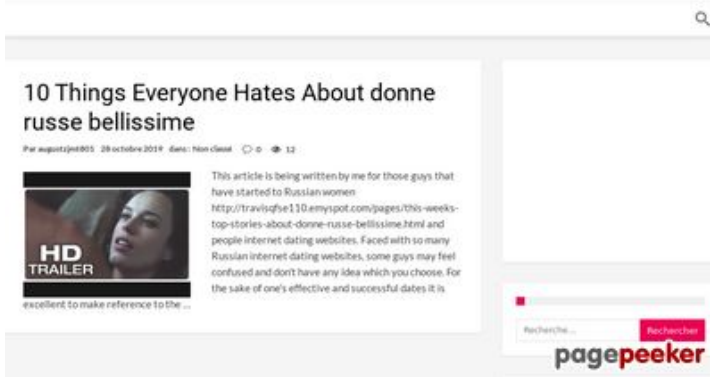 10 Things Everyone Hates About donne
russe bellissime
Par augustzjmt801 28 octobre 2019 dans : Non classé 0 12
This article is being written by me for those guys that
have started to Russian women
http://travisqfse110.emyspot.com/pages/this-weeks-
top-stories-about-donne-russe-bellissime.html and
people internet dating websites. Faced with so many
Russian internet dating websites, some guys may feel
confused and don't have any idea which you choose. For
the sake of one's effective and successful dates it is
excellent to make reference to the ...
HD
TRAILER
Recherche ...
Rechercher
pagepeeker